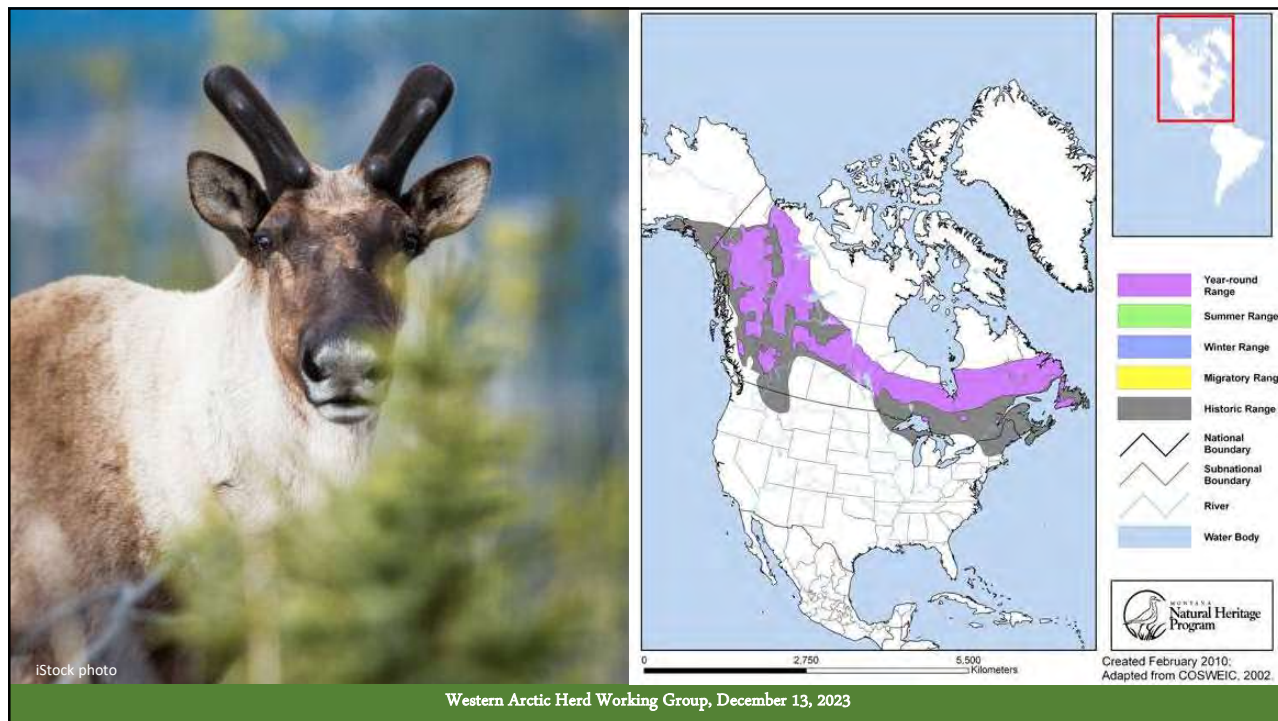 iStock photo
Year-round
Range
Summer Range
Winter Range
Migratory Rang
Historic Range
National
Boundary
Subnational
Boundary
River
Water Body
MONTANA
Natural Heritage
Program
0
2,750
5,500
Kilometers
Created February 2010;
Adapted from COSWEIC, 2002.
Western Arctic Herd Working Group, December 13, 2023